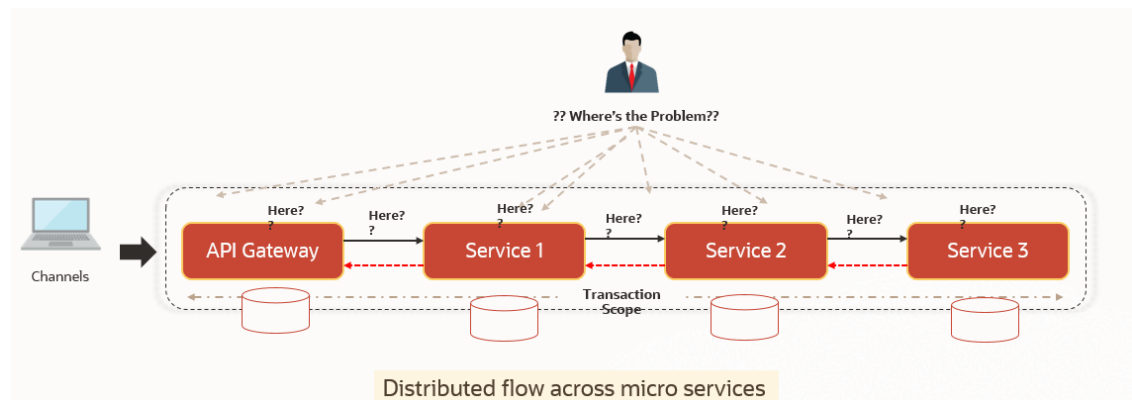 ?? Where's the Problem??
Here?
?
Here?
?
Here?
?
Here?
?
Here?
?
Here?
?
Here?
?
API Gateway
Service 1
Service 2
Service 3
Channels
Transaction
Scope
Distributed flow across micro services